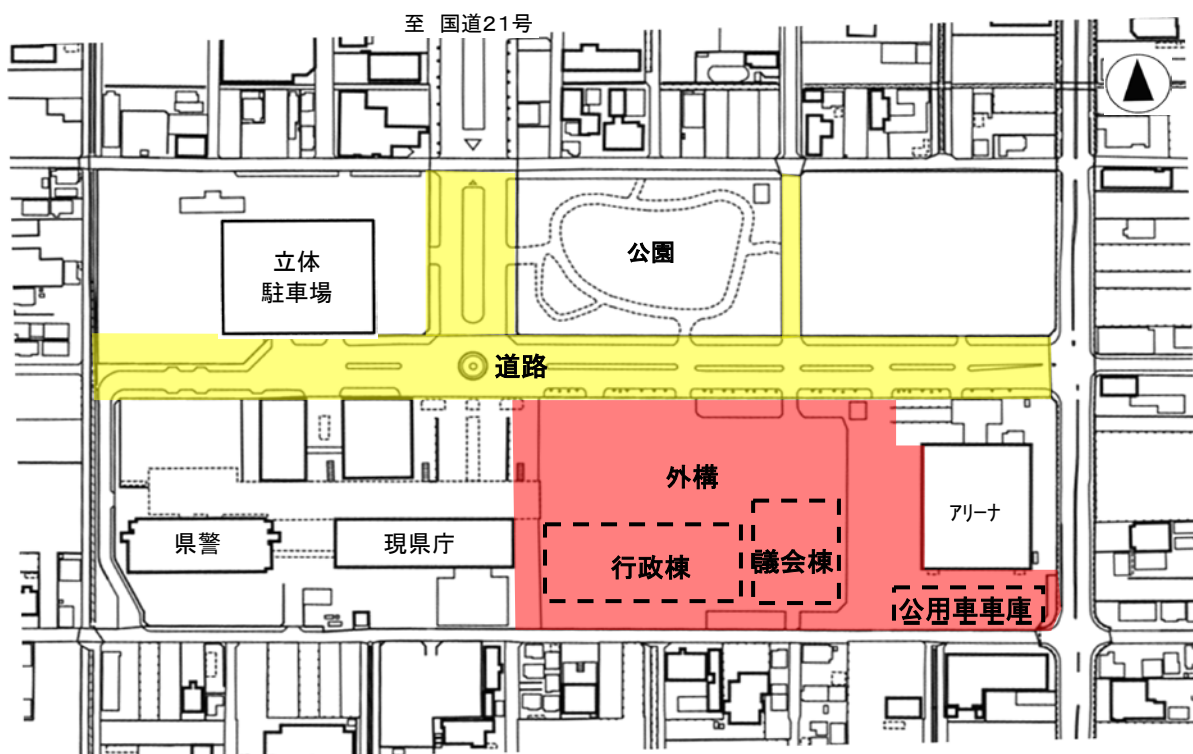 至 国道21号
立体
駐車場
公園
道路
外構
アリーナ
県警
現県庁
行政棟
議会棟
公用車車庫